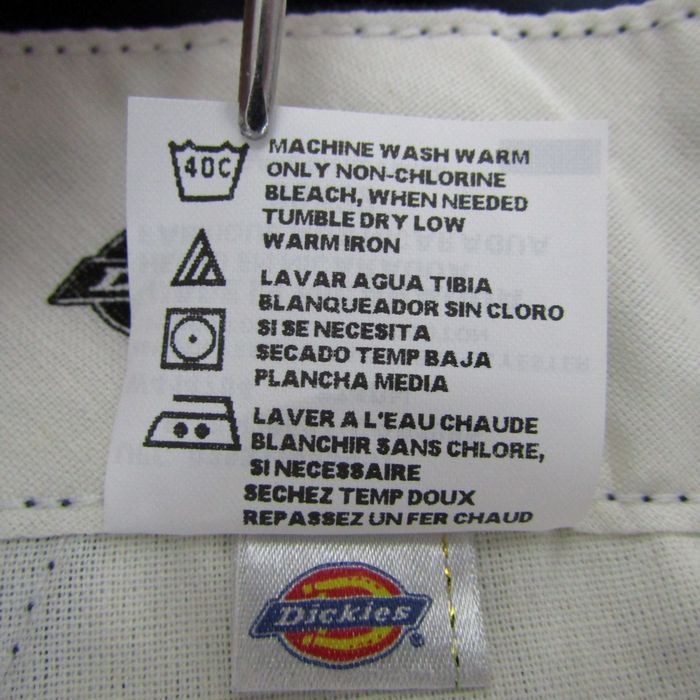 40C
MACHINE WASH WARM
ONLY NON-CHLORINE
BLEACH, WHEN NEEDED
TUMBLE DRY LOW
WARM IRON
LAVAR AGUA TIBIA
BLANQUEADOR SIN CLORO
SI SE NECESITA
SECADO TEMP BAJA
PLANCHA MEDIA
LAVER A L'EAU CHAUDE
BLANCHIR SANS CHLORE,
SI NECESSAIRE
SECHEZ TEMP DOUX
REPASSEZ UN FER CHAUD
Dickies